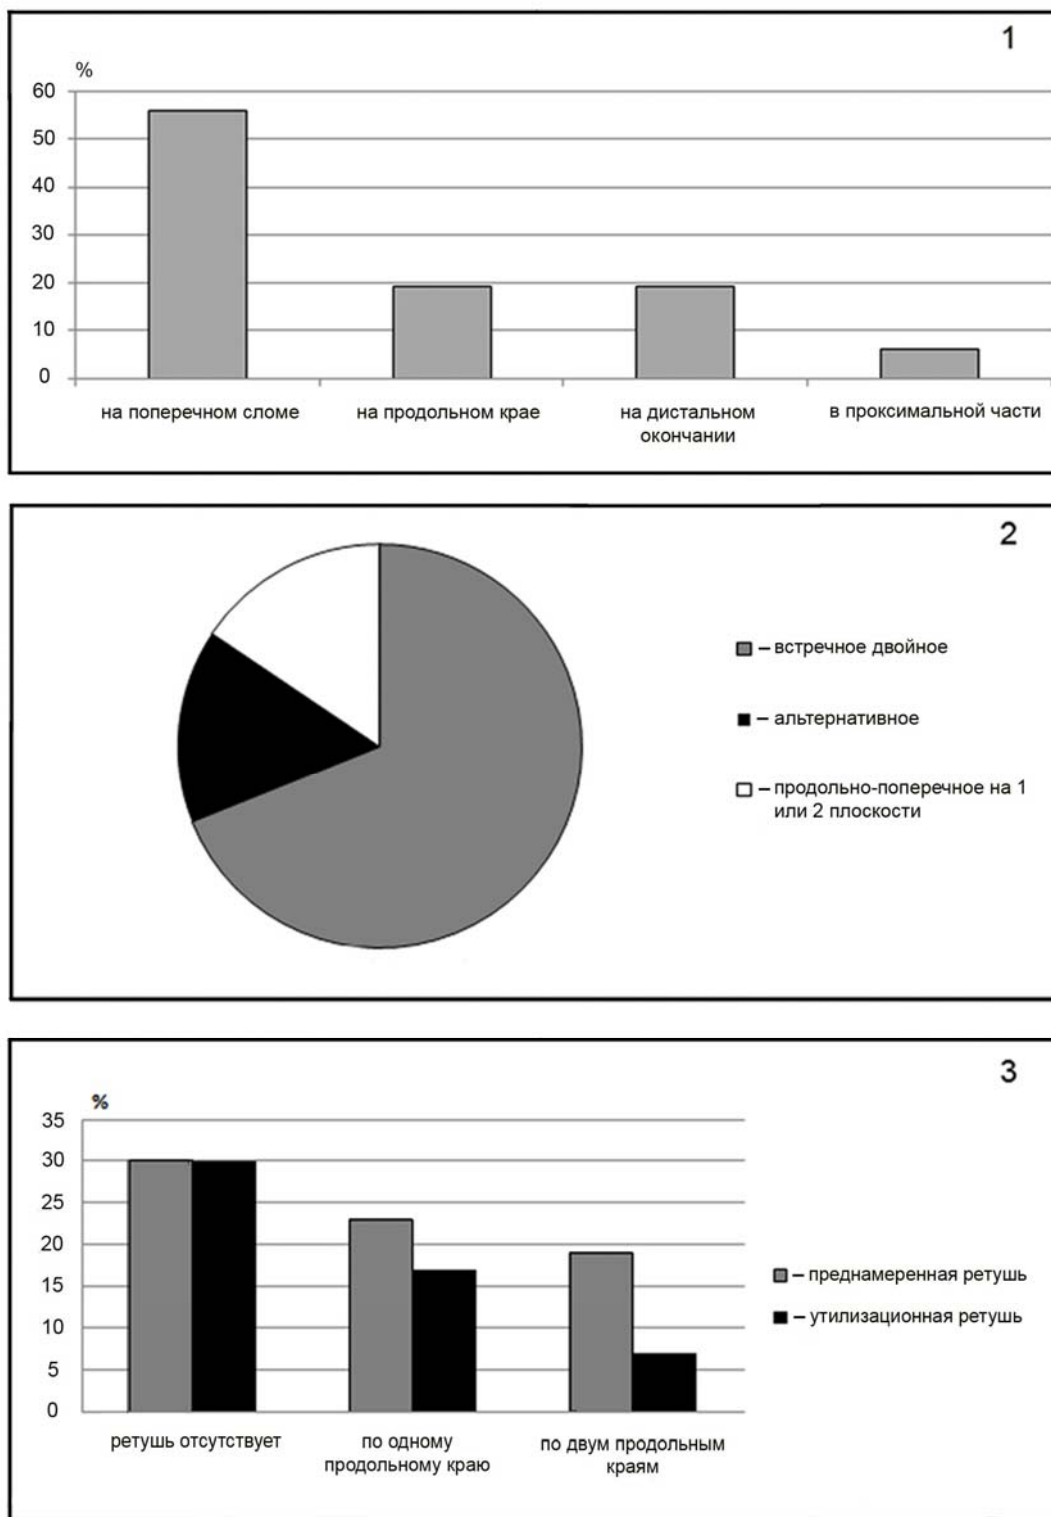 1
%
60
50
40
30
20
10
0
на поперечном сломе
на продольном крае
на дистальном
окончании
в проксимальной части
2
– встречное двойное
– альтернативное
– продольно-поперечное на 1
или 2 плоскости
3
%
35
30
25
20
15
10
5
0
ретушь отсутствует
по одному
продольному краю
по двум продольным
краям
– преднамеренная ретушь
– утилизационная ретушь